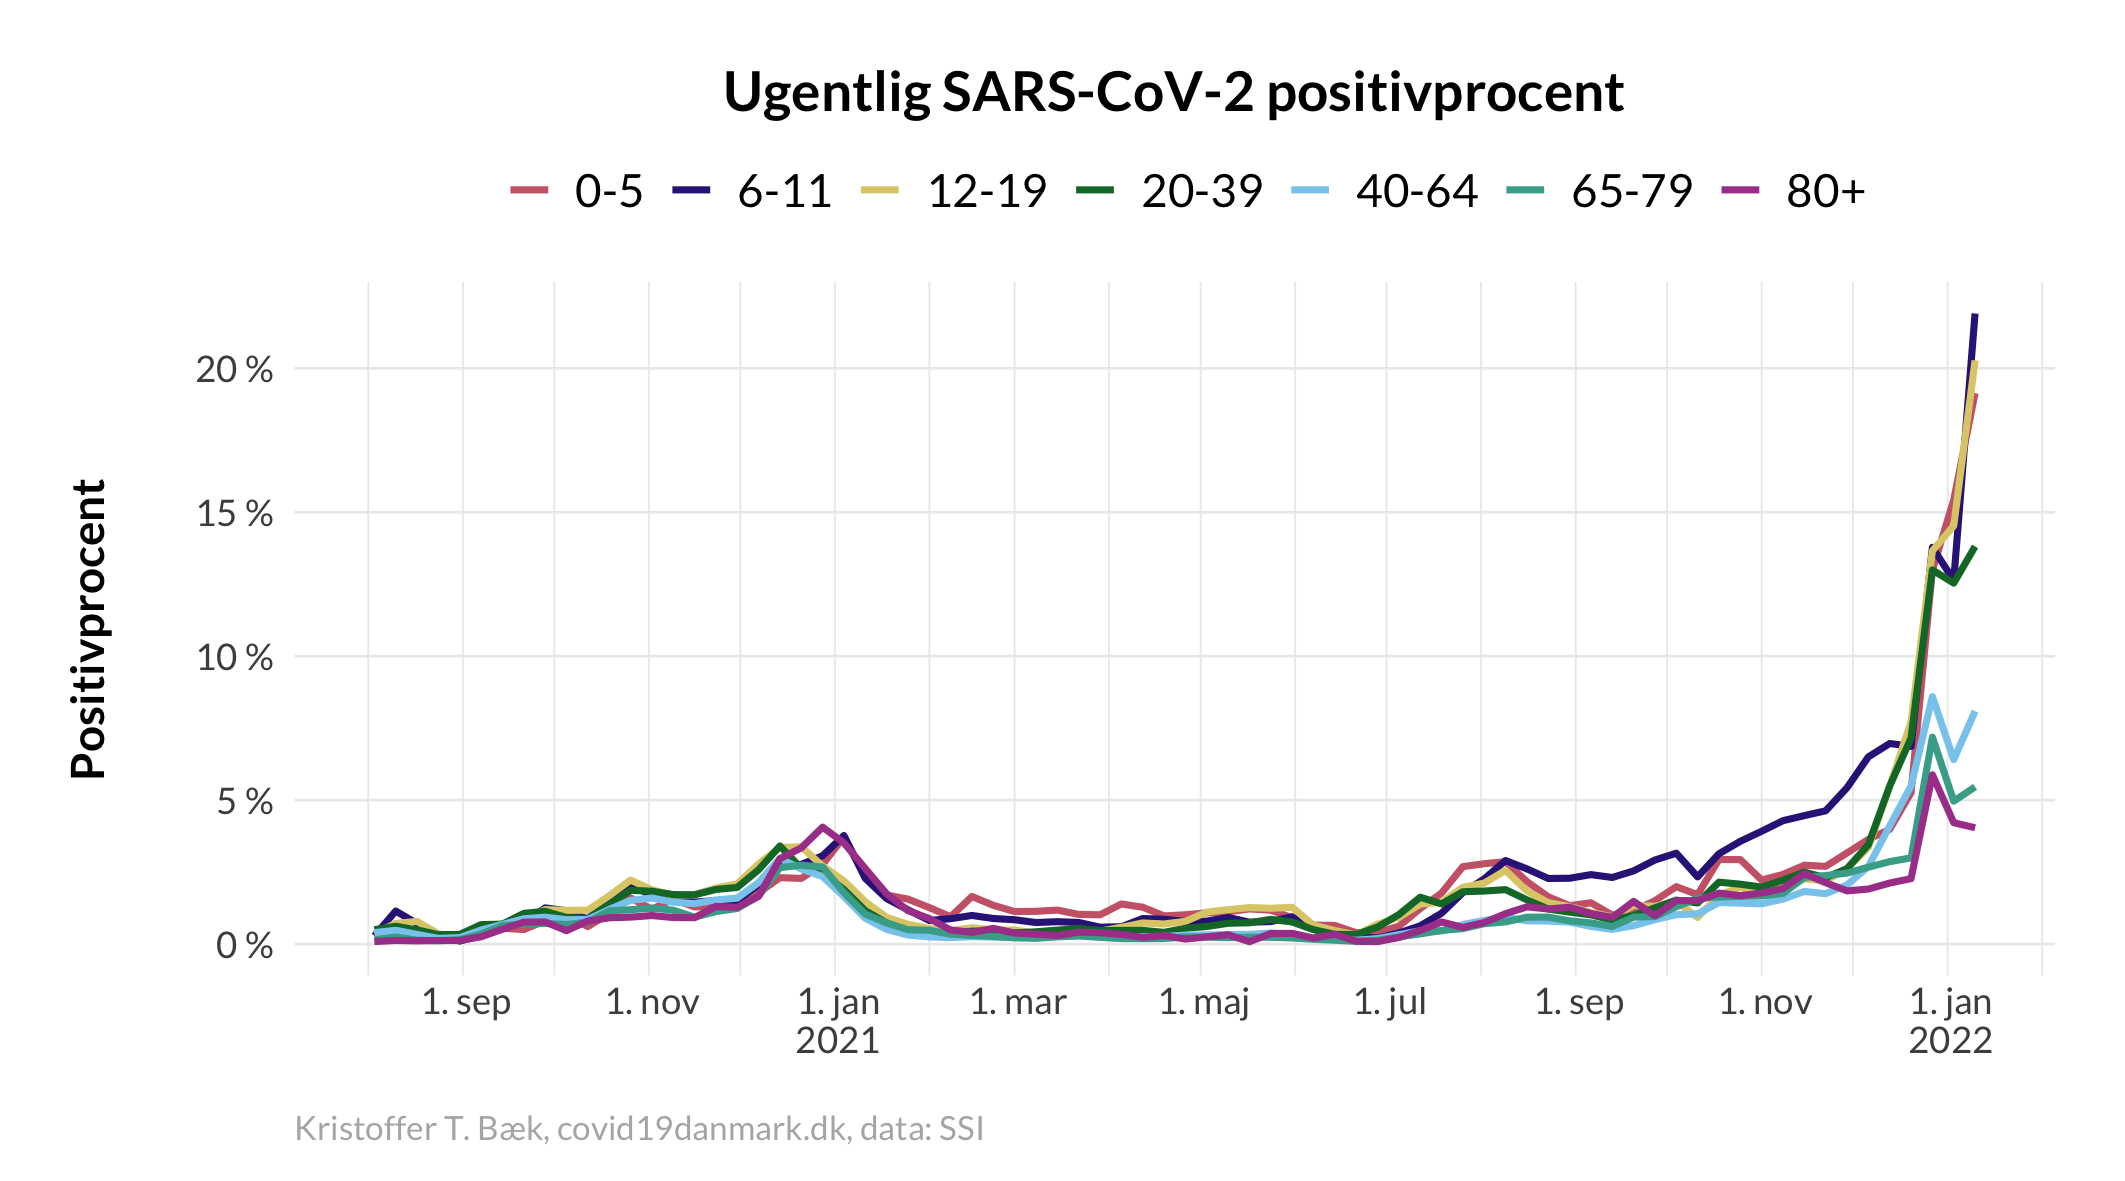 Ugentlig SARS-CoV-2 positivprocent
0-5 6-11 12-19 20-39 40-64 65-79 80+
Positivprocent
20 %
15 %
10 %
5 %
0 %
1. sep 1. nov 1. jan 1. mar 1. maj 1. jul 1. sep 1. nov 1. jan
2021 2022
Kristoffer T. Bæk, covid19danmark.dk, data: SSI